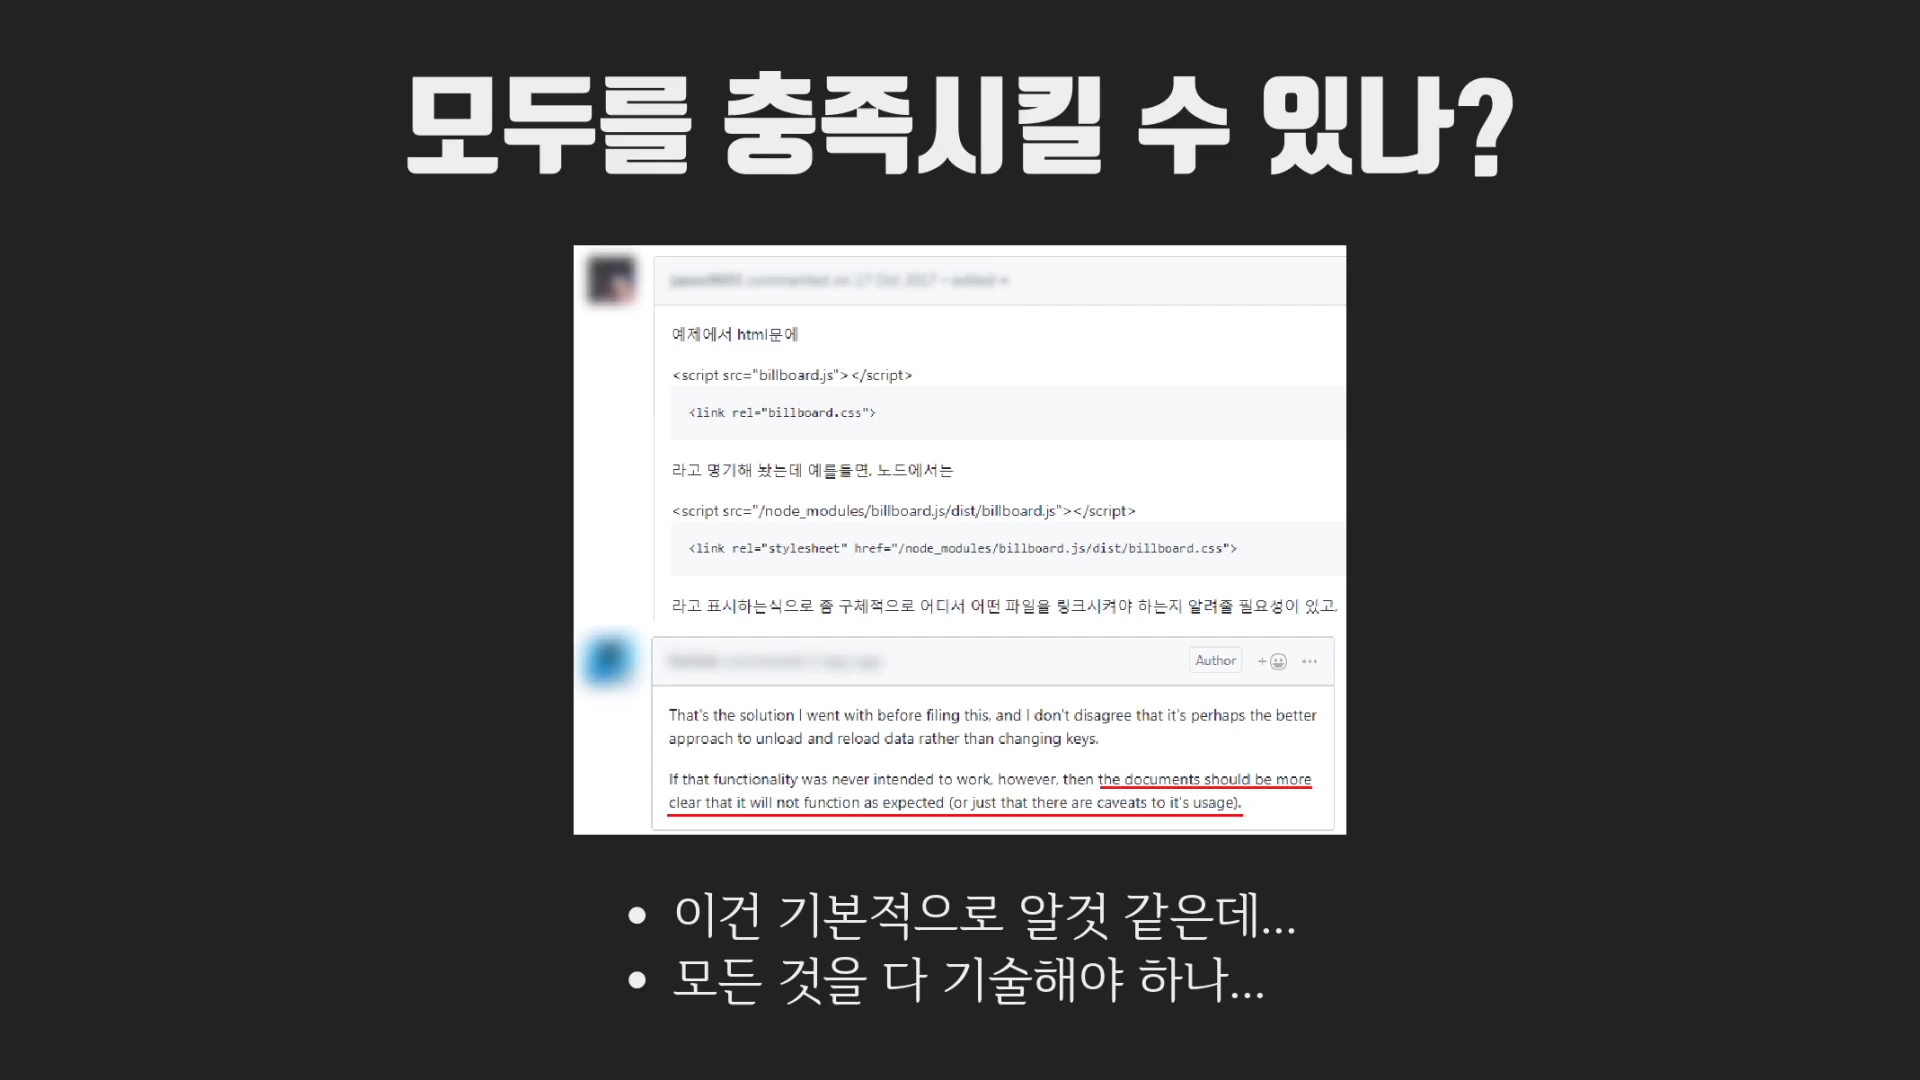 모두를 충족시킬 수 있나?
예제에서 html문에
<script src="billboard.js"></script>
<link rel="billboard.css">
라고 명기해 놨는데 예를들면, 노드에서는
<script src="/node_modules/billboard.js/dist/billboard.js"></script>
<link rel="stylesheet" href="/node_modules/billboard.js/dist/billboard.css">
라고 표시하는식으로 좀 구체적으로 어디서 어떤 파일을 링크시켜야 하는지 알려줄 필요성이 있고,
commented on 17 Oct 2017 • edited
Author
That's the solution I went with before filing this, and I don't disagree that it's perhaps the better
approach to unload and reload data rather than changing keys.
If that functionality was never intended to work, however, then the documents should be more
clear that it will not function as expected (or just that there are caveats to it's usage).
• 이건 기본적으로 알것 같은데...
• 모든 것을 다 기술해야 하나...